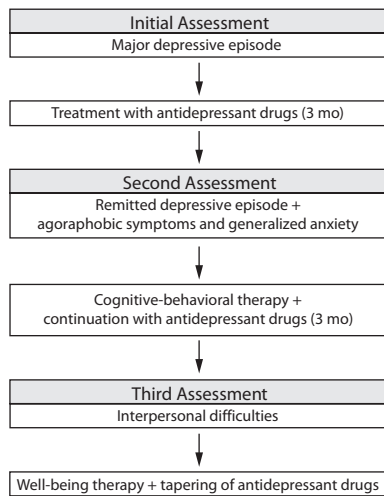 Initial Assessment
Major depressive episode
Treatment with antidepressant drugs (3 mo)
Second Assessment
Remitted depressive episode +
agoraphobic symptoms and generalized anxiety
Cognitive-behavioral therapy +
continuation with antidepressant drugs (3 mo)
Third Assessment
Interpersonal difficulties
Well-being therapy + tapering of antidepressant drugs